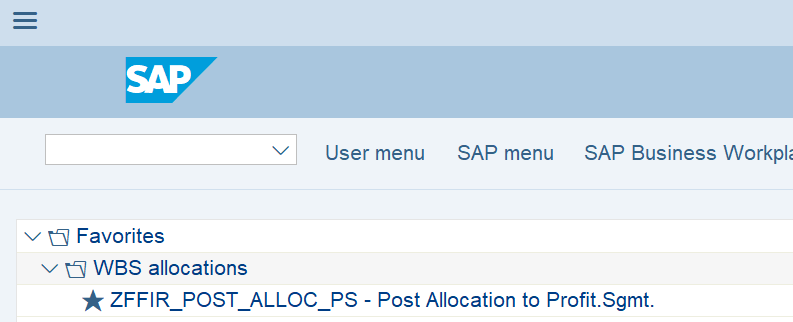 SAP
User menu SAP menu SAP Business Workpla
Favorites
WBS allocations
ZFFIR_POST_ALLOC_PS - Post Allocation to Profit.Sgmt.